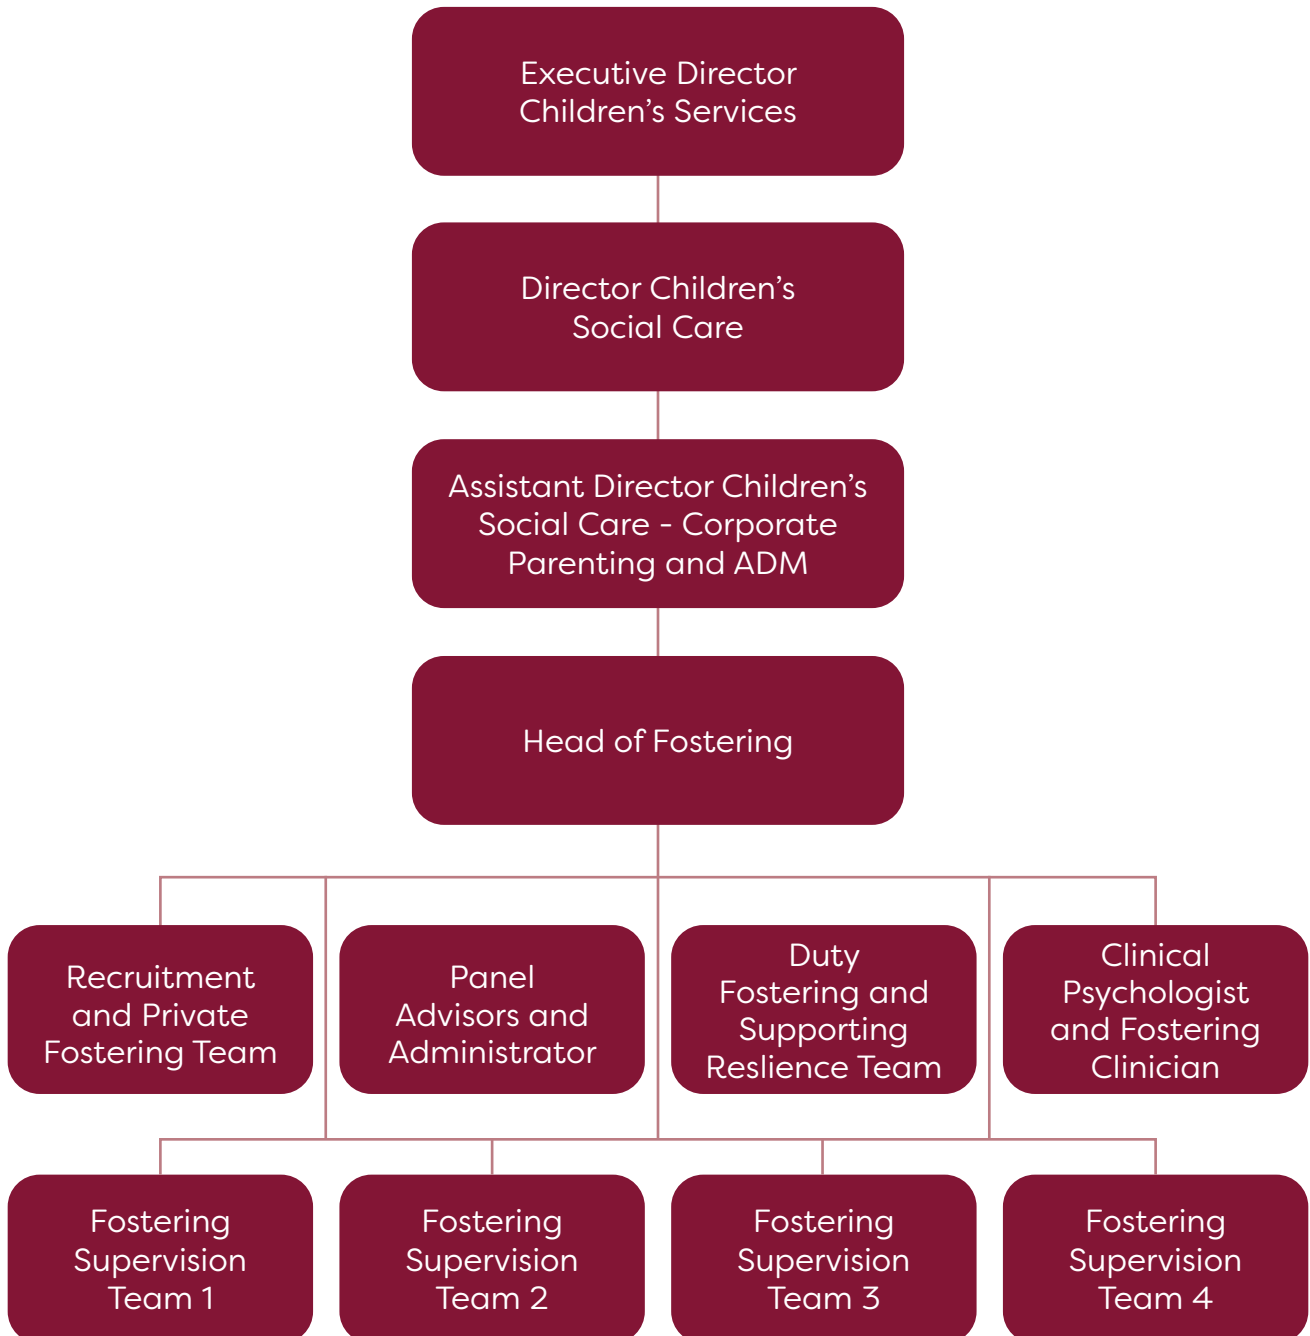 Executive Director
Children’s Services
Director Children’s
Social Care
Assistant Director Children’s
Social Care - Corporate
Parenting and ADM
Head of Fostering
Recruitment
and Private
Fostering Team
Panel
Advisors and
Administrator
Duty
Fostering and
Supporting
Reslience Team
Clinical
Psychologist
and Fostering
Clinician
Fostering
Supervision
Team 1
Fostering
Supervision
Team 2
Fostering
Supervision
Team 3
Fostering
Supervision
Team 4